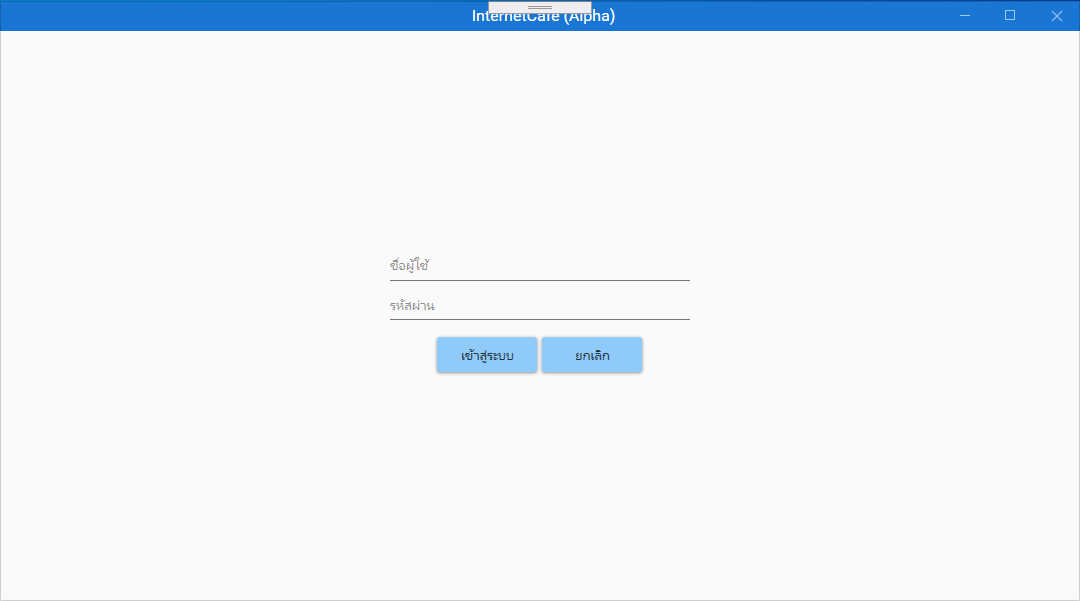 InternetCafe (Alpha)
ชื่อผู้ใช้
รหัสผ่าน
เข้าสู่ระบบ ยกเลิก